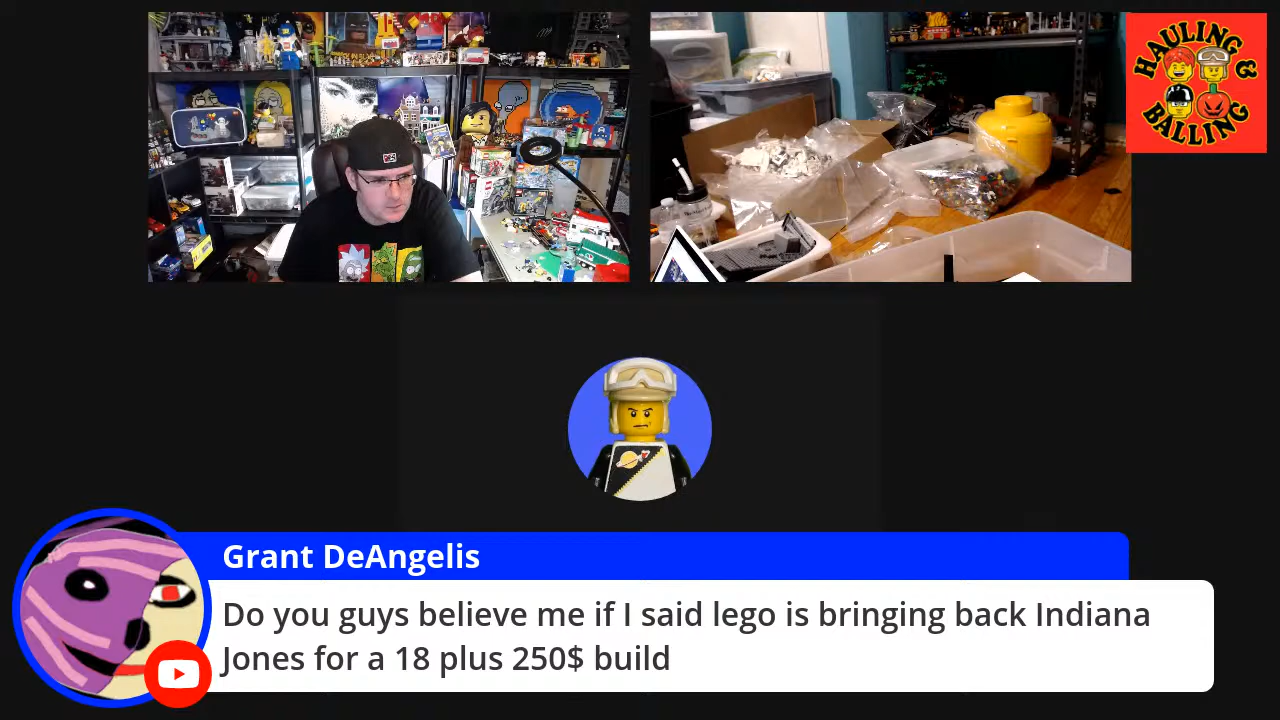 HAULING &
BALLING
Grant DeAngelis
Do you guys believe me if I said lego is bringing back Indiana
Jones for a 18 plus 250$ build